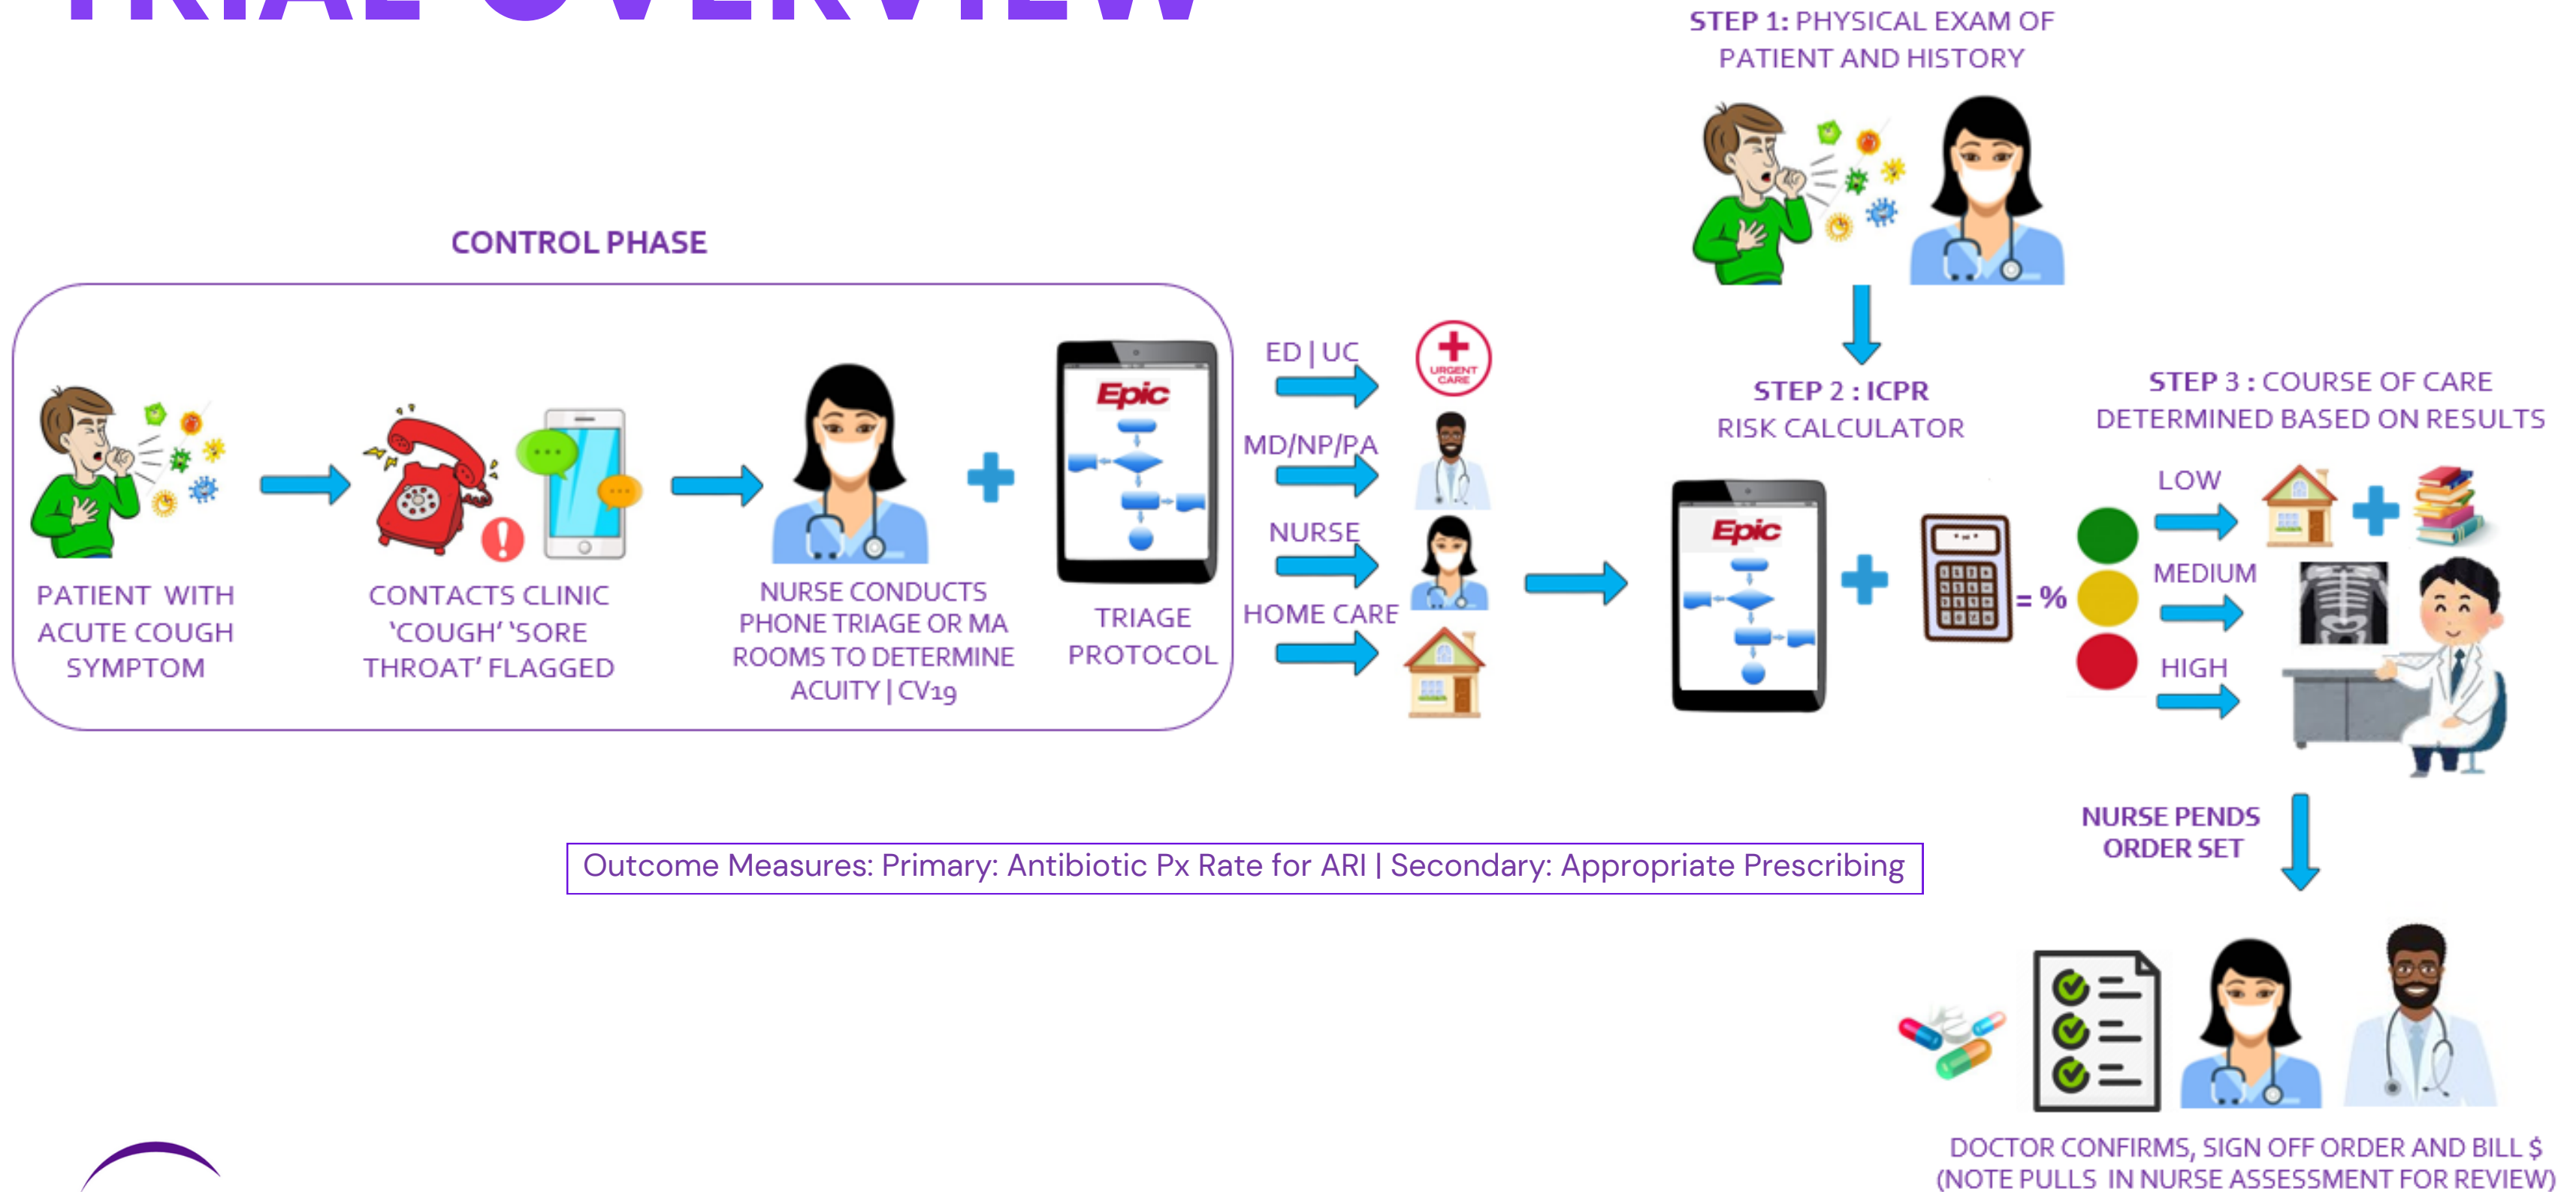 TRIAL OVERVIEW
CONTROL PHASE
PATIENT WITH
ACUTE COUGH
SYMPTOM
CONTACTS CLINIC
‘COUGH’ ‘SORE
THROAT’ FLAGGED
NURSE CONDUCTS
PHONE TRIAGE OR MA
ROOMS TO DETERMINE
ACUITY | CV19
Epic
TRIAGE
PROTOCOL
ED | UC
URGENT
CARE
MD/NP/PA
NURSE
HOME CARE
STEP 1: PHYSICAL EXAM OF
PATIENT AND HISTORY
STEP 2 : ICPR
RISK CALCULATOR
Epic
= %
STEP 3 : COURSE OF CARE
DETERMINED BASED ON RESULTS
LOW
MEDIUM
HIGH
NURSE PENDS
ORDER SET
Outcome Measures: Primary: Antibiotic Px Rate for ARI | Secondary: Appropriate Prescribing
DOCTOR CONFIRMS, SIGN OFF ORDER AND BILL $
(NOTE PULLS IN NURSE ASSESSMENT FOR REVIEW)